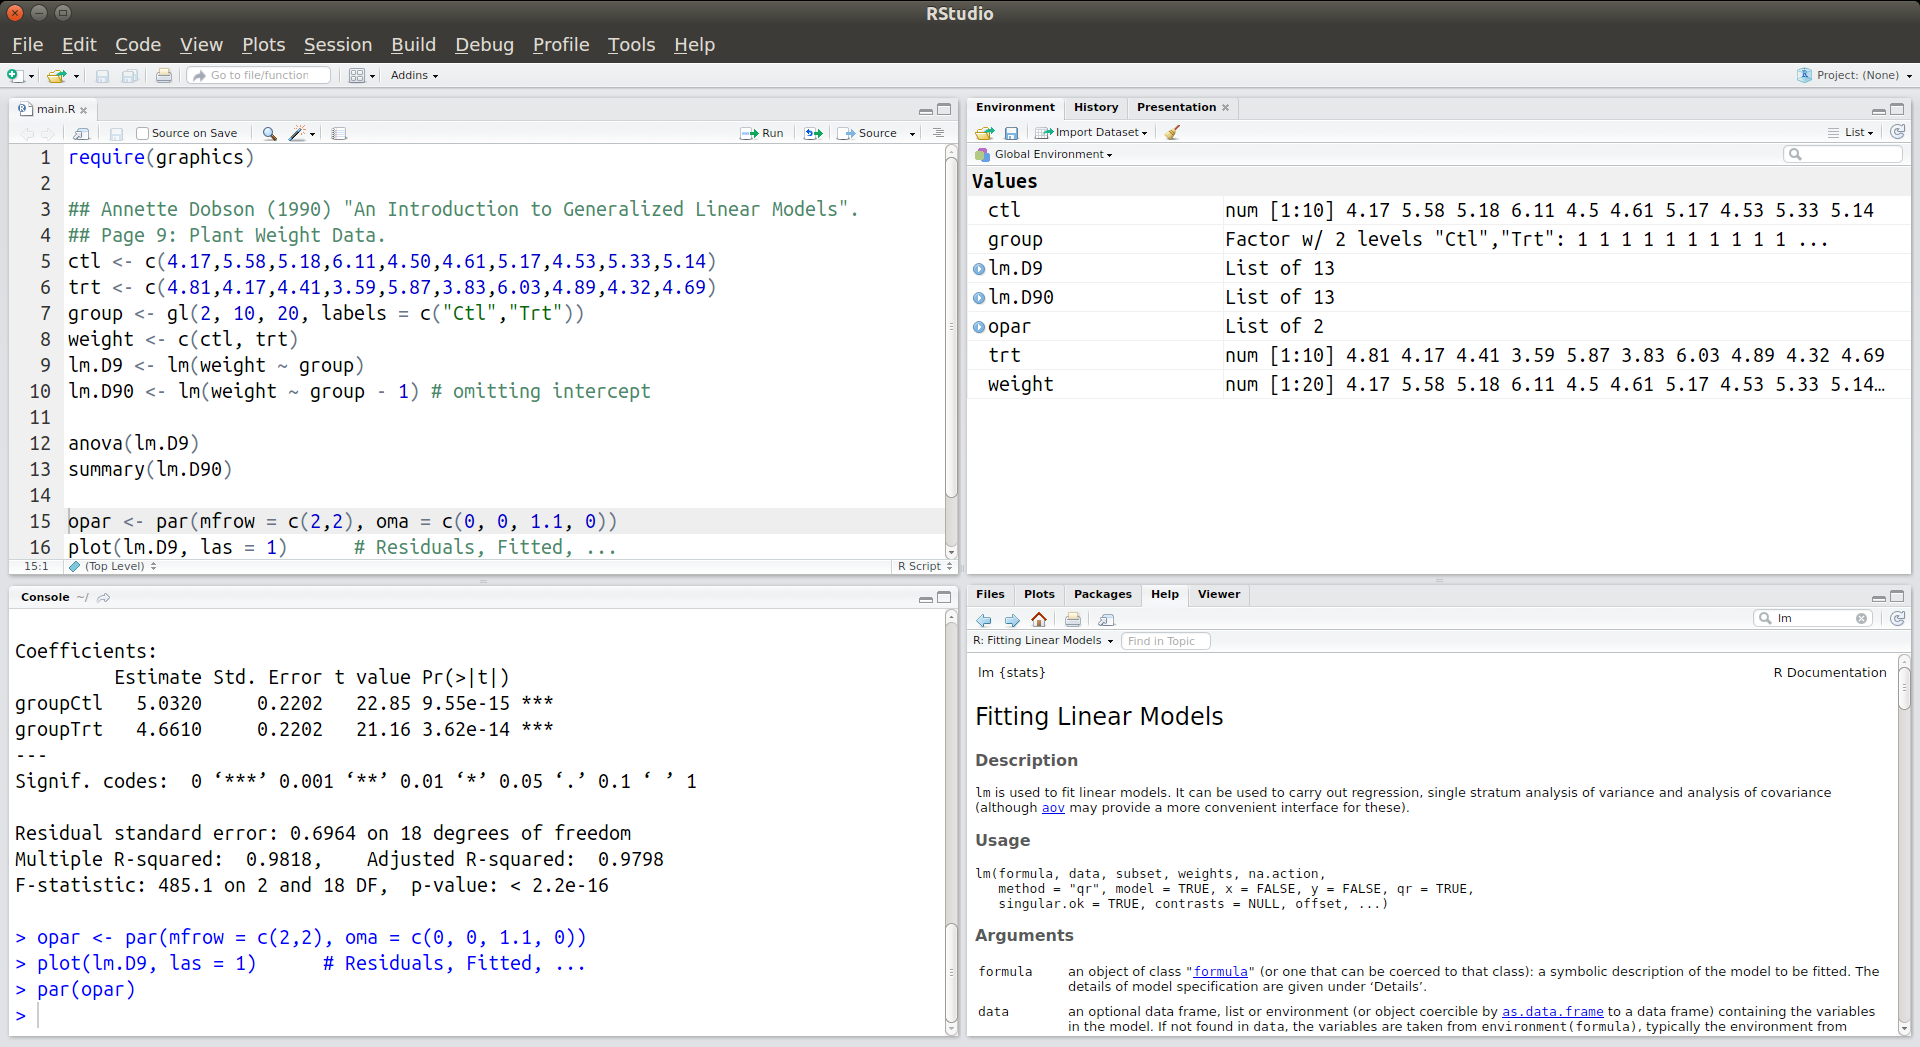 RStudio
File Edit Code View Plots Session Build Debug Profile Tools Help
Go to file/function Addins Project: (None)
main.R
Source on Save Run Source
1 require(graphics)
2
3 ## Annette Dobson (1990) "An Introduction to Generalized Linear Models".
4 ## Page 9: Plant Weight Data.
5 ctl <- c(4.17,5.58,5.18,6.11,4.50,4.61,5.17,4.53,5.33,5.14)
6 trt <- c(4.81,4.17,4.41,3.59,5.87,3.83,6.03,4.89,4.32,4.69)
7 group <- gl(2, 10, 20, labels = c("Ctl","Trt"))
8 weight <- c(ctl, trt)
9 lm.D9 <- lm(weight ~ group)
10 lm.D90 <- lm(weight ~ group - 1) # omitting intercept
11
12 anova(lm.D9)
13 summary(lm.D90)
14
15 opar <- par(mfrow = c(2,2), oma = c(0, 0, 1.1, 0))
16 plot(lm.D9, las = 1)      # Residuals, Fitted, ...
15:1 (Top Level) R Script
Console ~/
Coefficients:
         Estimate Std. Error t value Pr(>|t|)
groupCtl   5.0320     0.2202   22.85 9.55e-15 ***
groupTrt   4.6610     0.2202   21.16 3.62e-14 ***
---
Signif. codes:  0 ‘***’ 0.001 ‘**’ 0.01 ‘*’ 0.05 ‘.’ 0.1 ‘ ’ 1
Residual standard error: 0.6964 on 18 degrees of freedom
Multiple R-squared:  0.9818,    Adjusted R-squared:  0.9798
F-statistic: 485.1 on 2 and 18 DF,  p-value: < 2.2e-16
> opar <- par(mfrow = c(2,2), oma = c(0, 0, 1.1, 0))
> plot(lm.D9, las = 1)      # Residuals, Fitted, ...
> par(opar)
>
Environment History Presentation
Import Dataset List
Global Environment
Values
ctl num [1:10] 4.17 5.58 5.18 6.11 4.5 4.61 5.17 4.53 5.33 5.14
group Factor w/ 2 levels "Ctl","Trt": 1 1 1 1 1 1 1 1 1 1 ...
lm.D9 List of 13
lm.D90 List of 13
opar List of 2
trt num [1:10] 4.81 4.17 4.41 3.59 5.87 3.83 6.03 4.89 4.32 4.69
weight num [1:20] 4.17 5.58 5.18 6.11 4.5 4.61 5.17 4.53 5.33 5.14…
Files Plots Packages Help Viewer
lm
R: Fitting Linear Models Find in Topic
lm {stats} R Documentation
Fitting Linear Models
Description
lm is used to fit linear models. It can be used to carry out regression, single stratum analysis of variance and analysis of covariance
(although aov may provide a more convenient interface for these).
Usage
lm(formula, data, subset, weights, na.action,
   method = "qr", model = TRUE, x = FALSE, y = FALSE, qr = TRUE,
   singular.ok = TRUE, contrasts = NULL, offset, ...)
Arguments
formula an object of class "formula" (or one that can be coerced to that class): a symbolic description of the model to be fitted. The
details of model specification are given under ‘Details’.
data an optional data frame, list or environment (or object coercible by as.data.frame to a data frame) containing the variables
in the model. If not found in data, the variables are taken from environment(formula), typically the environment from